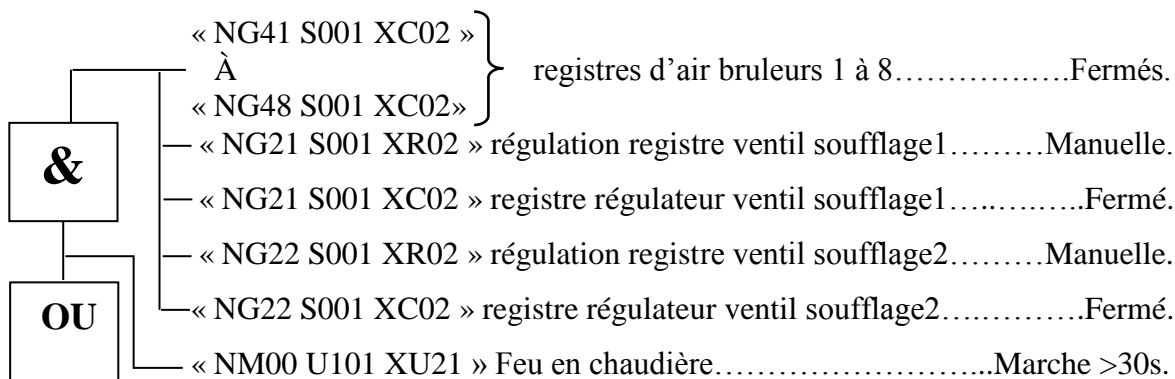 « NG41 S001 XC02 »
À registres d’air bruleurs 1 à 8………….….Fermés.
« NG48 S001 XC02»
« NG21 S001 XR02 » régulation registre ventil soufflage1………Manuelle.
&
« NG21 S001 XC02 » registre régulateur ventil soufflage1…..…….Fermé.
« NG22 S001 XR02 » régulation registre ventil soufflage2………Manuelle.
OU
« NG22 S001 XC02 » registre régulateur ventil soufflage2………….Fermé.
« NM00 U101 XU21 » Feu en chaudière……………………...Marche >30s.